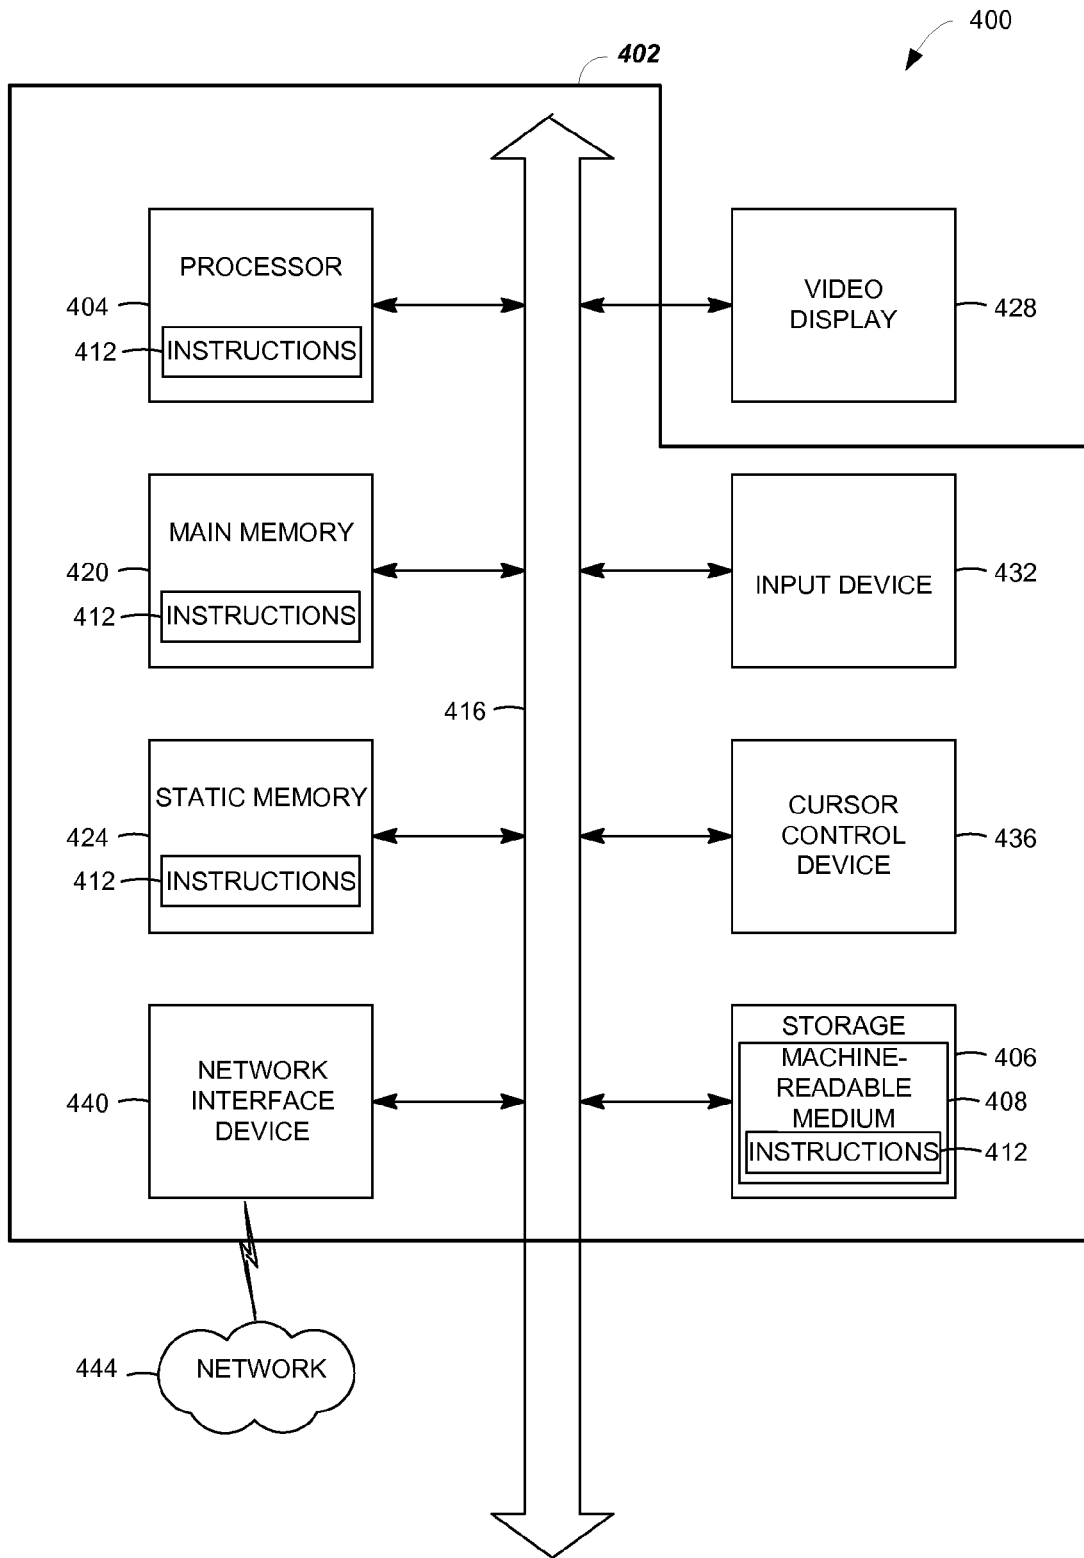 400
402
PROCESSOR
404
412
INSTRUCTIONS
VIDEO
DISPLAY
428
MAIN MEMORY
420
412
INSTRUCTIONS
INPUT DEVICE
432
416
STATIC MEMORY
424
412
INSTRUCTIONS
CURSOR
CONTROL
DEVICE
436
NETWORK
INTERFACE
DEVICE
440
STORAGE
MACHINE-
READABLE
MEDIUM
INSTRUCTIONS
406
408
412
444
NETWORK